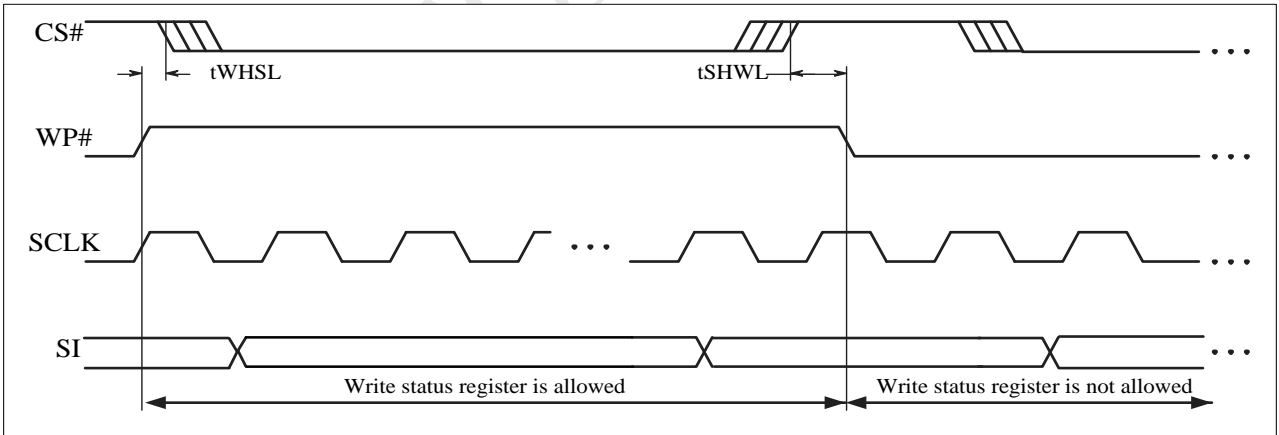 CS#
tWHSL
tSHWL
WP#
SCLK
SI
Write status register is allowed
Write status register is not allowed